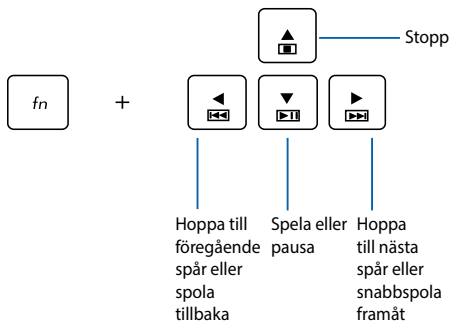 Stopp
fn
+
Hoppa till
föregående
spår eller
spola
tillbaka
Spela eller
pausa
Hoppa
till nästa
spår eller
snabbspola
framåt